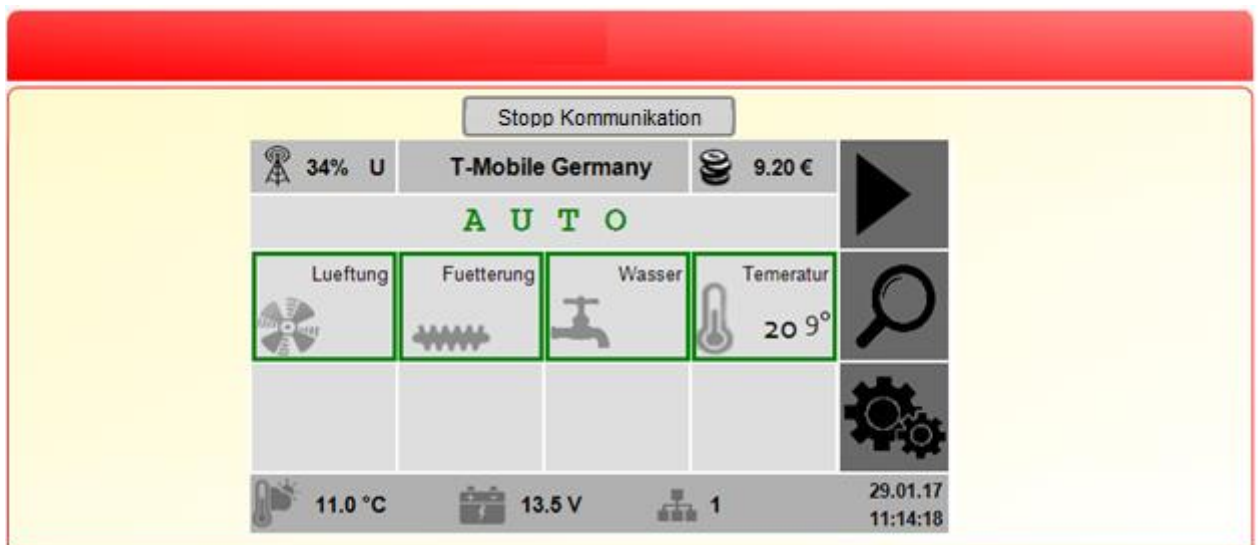 Stopp Kommunikation
34% U T-Mobile Germany 9.20 €
A U T O
Lueftung Fuetterung Wasser Temeratur
20 9°
11.0 °C 13.5 V 1 29.01.17
11:14:18